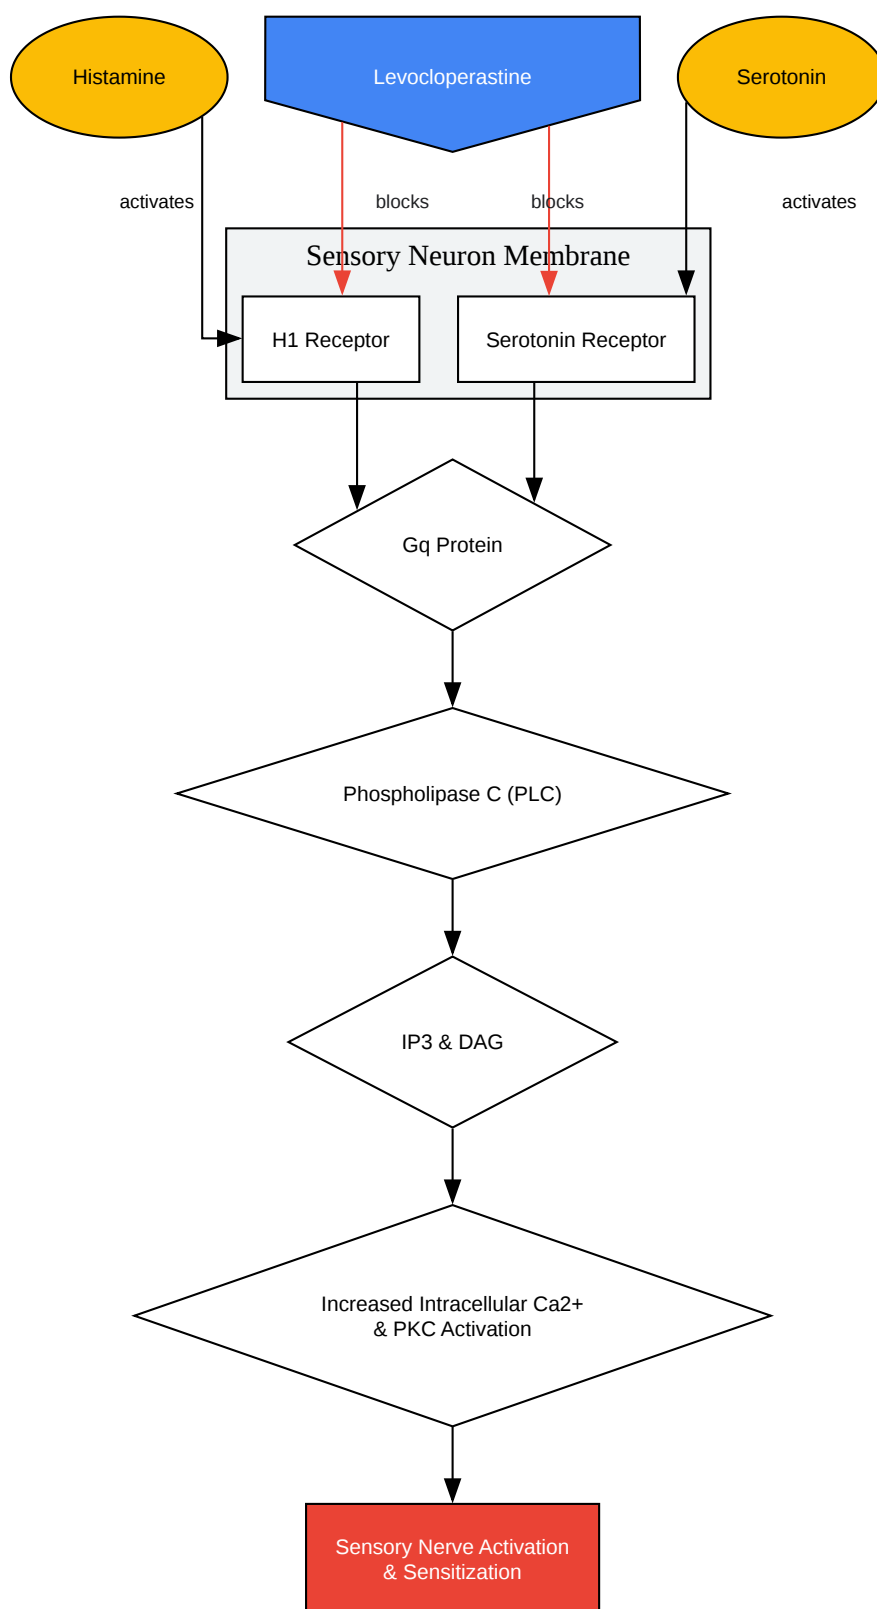 Histamine
Levocloperastine
Serotonin
activates
blocks
blocks
activates
Sensory Neuron Membrane
H1 Receptor
Serotonin Receptor
Gq Protein
Phospholipase C (PLC)
IP3 & DAG
Increased Intracellular Ca2+
& PKC Activation
Sensory Nerve Activation
& Sensitization